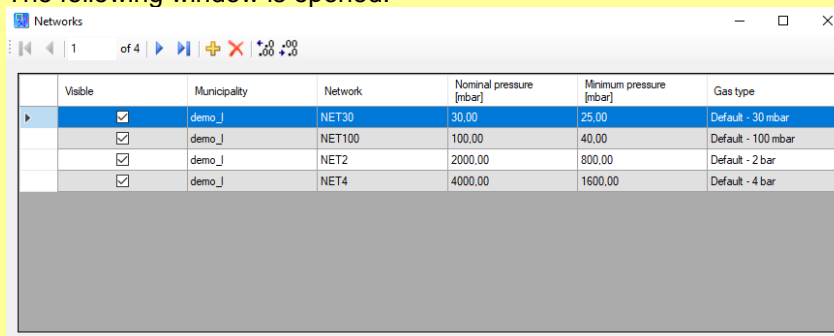 The following window is opened:
Networks
1 of 4
Visible Municipality Network Nominal pressure [mbar] Minimum pressure [mbar] Gas type
demo_l NET30 30,00 25,00 Default - 30 mbar
demo_l NET100 100,00 40,00 Default - 100 mbar
demo_l NET2 2000,00 800,00 Default - 2 bar
demo_l NET4 4000,00 1600,00 Default - 4 bar